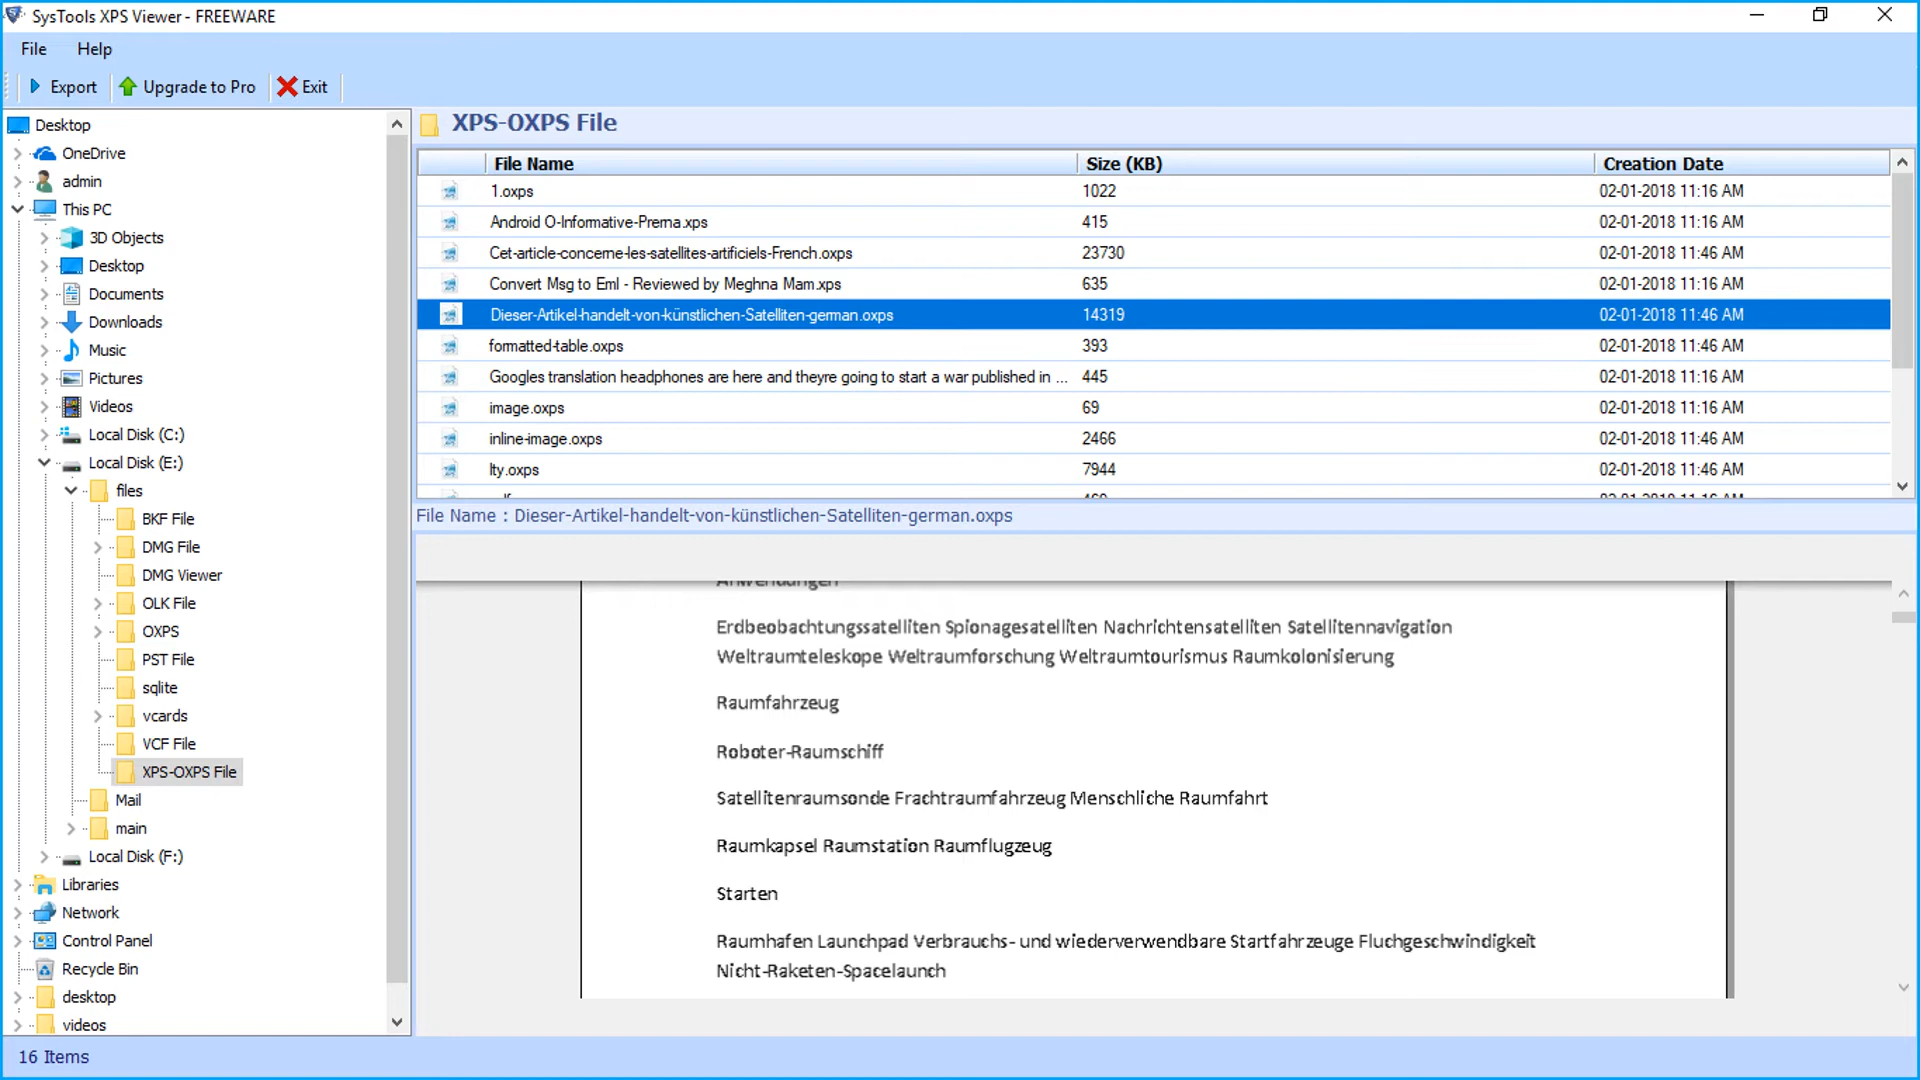 SysTools XPS Viewer - FREEWARE
File Help
Export Upgrade to Pro Exit
Desktop
OneDrive
admin
This PC
3D Objects
Desktop
Documents
Downloads
Music
Pictures
Videos
Local Disk (C:)
Local Disk (E:)
files
BKF File
DMG File
DMG Viewer
OLK File
OXPS
PST File
sqlite
vcards
VCF File
XPS-OXPS File
Mail
main
Local Disk (F:)
Libraries
Network
Control Panel
Recycle Bin
desktop
videos
XPS-OXPS File
File Name Size (KB) Creation Date
1.oxps 1022 02-01-2018 11:16 AM
Android O-Informative-Prerna.xps 415 02-01-2018 11:16 AM
Cet-article-concerne-les-satellites-artificiels-French.oxps 23730 02-01-2018 11:46 AM
Convert Msg to Eml - Reviewed by Meghna Mam.xps 635 02-01-2018 11:16 AM
Dieser-Artikel-handelt-von-künstlichen-Satelliten-german.oxps 14319 02-01-2018 11:46 AM
formatted-table.oxps 393 02-01-2018 11:46 AM
Googles translation headphones are here and theyre going to start a war published in ... 445 02-01-2018 11:16 AM
image.oxps 69 02-01-2018 11:16 AM
inline-image.oxps 2466 02-01-2018 11:46 AM
lty.oxps 7944 02-01-2018 11:46 AM
File Name : Dieser-Artikel-handelt-von-künstlichen-Satelliten-german.oxps
Anwendungen
Erdbeobachtungssatelliten Spionagesatelliten Nachrichtensatelliten Satellitennavigation
Weltraumteleskope Weltraumforschung Weltraumtourismus Raumkolonisierung
Raumfahrzeug
Roboter-Raumschiff
Satellitenraumsonde Frachtraumfahrzeug Menschliche Raumfahrt
Raumkapsel Raumstation Raumflugzeug
Starten
Raumhafen Launchpad Verbrauchs- und wiederverwendbare Startfahrzeuge Fluchgeschwindigkeit
Nicht-Raketen-Spacelaunch
16 Items